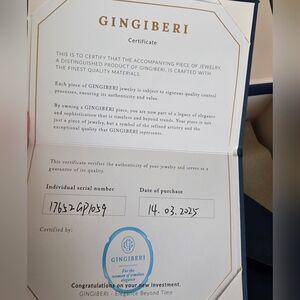 GINGIBERI
Certificate
THIS IS TO CERTIFY THAT THE ACCOMPANYING PIECE OF JEWELRY,
A DISTINGUISHED PRODUCT OF GINGIBERI, IS CRAFTED WITH
THE FINEST QUALITY MATERIALS.
Each piece of GINGIBERI jewelry is subject to rigorous quality control
processes, ensuring its authenticity and value.
By owning a GINGIBERI piece, you are now part of a legacy of elegance
and sophistication that is timeless and beyond trends. Your piece is not
just a piece of jewelry, but a symbol of the refined artistry and the
exceptional quality that GINGIBERI represents.
This certificate verifies the authenticity of your jewelry and serves as a
guarantee of its quality.
Individual serial number
Date of purchase
17652GP1059
14.03.2025
Certified by:
GINGIBERI
For the
women of timeless
elegance
Congratulations on your new investment.
GINGIBERI - Elegance Beyond Time